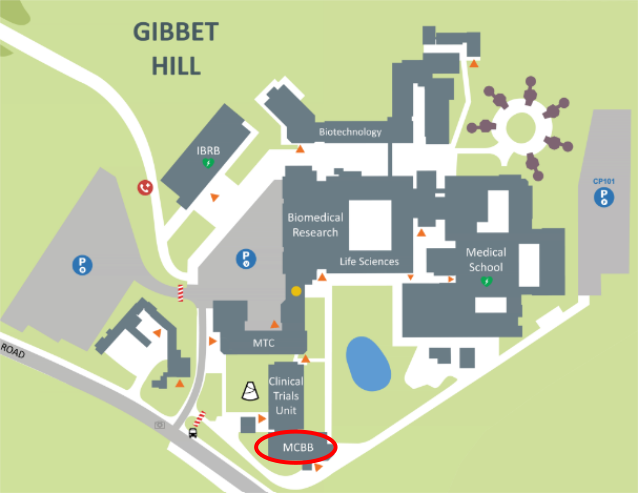 GIBBET
HILL
Biotechnology
IBRB
CP101
P
Biomedical
Research
Medical
School
Life Sciences
P
P
MTC
ROAD
Clinical
Trials
Unit
MCBB